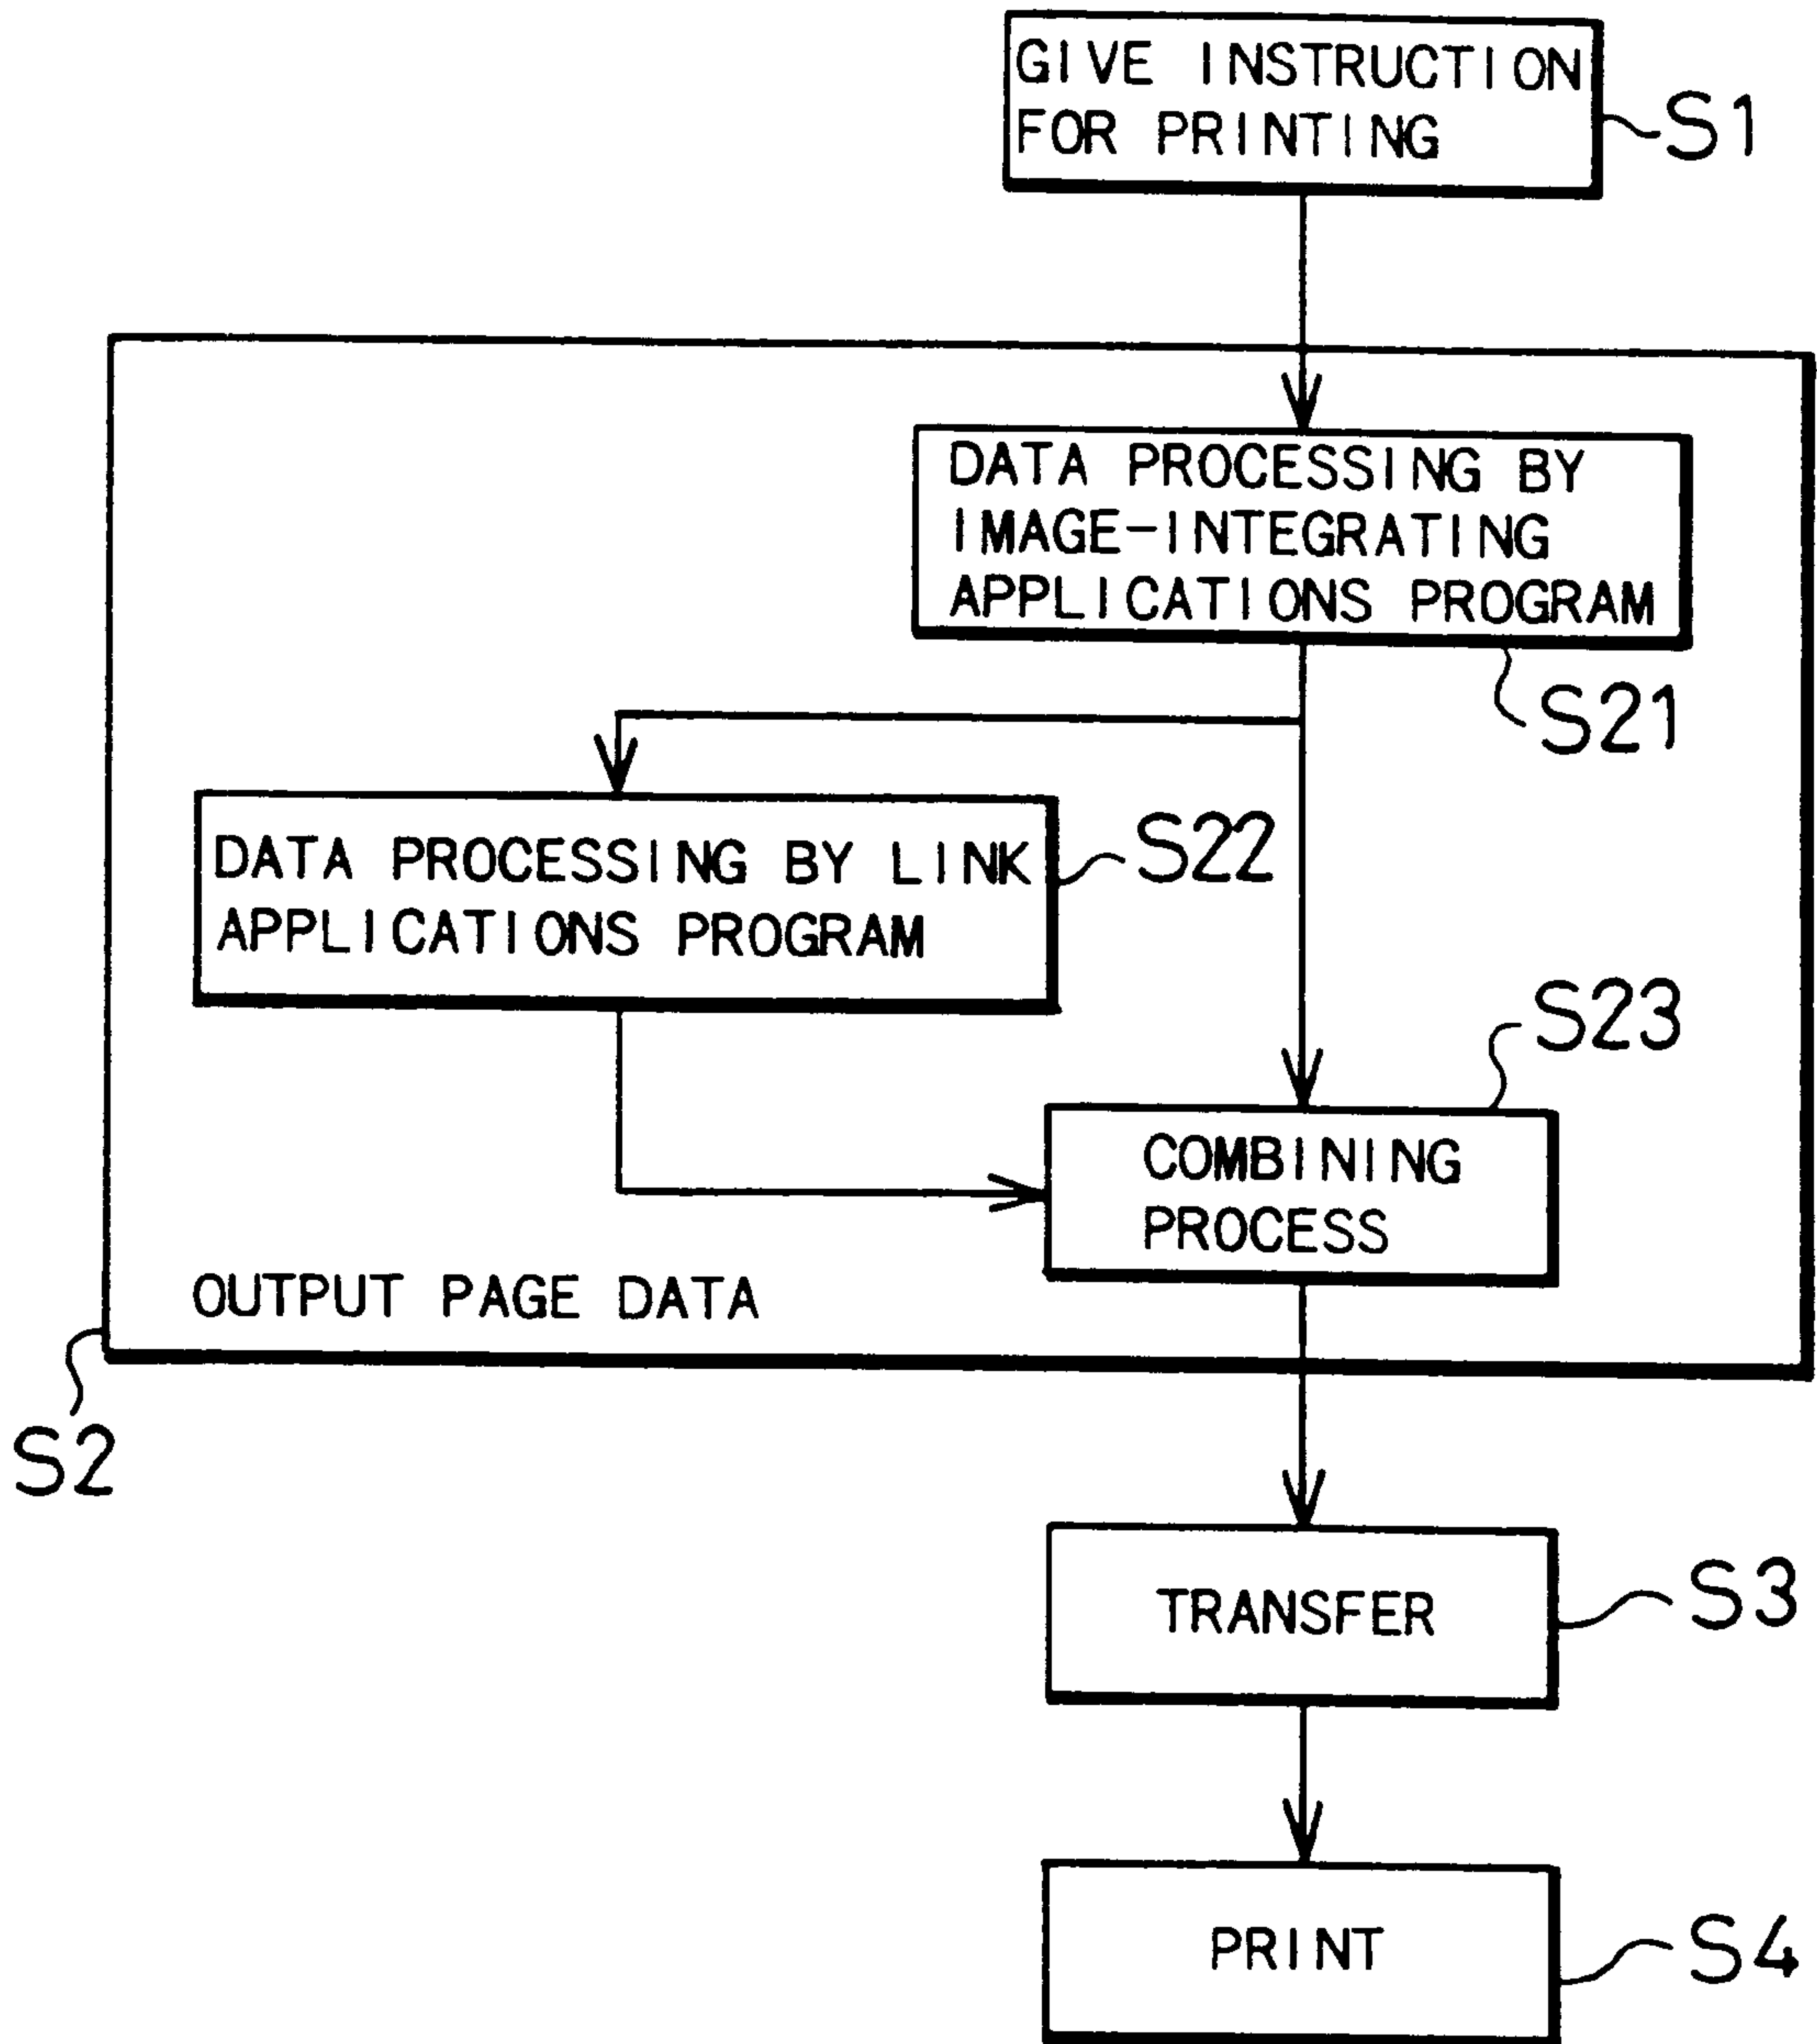 GIVE INSTRUCTION
FOR PRINTING
S1
DATA PROCESSING BY
IMAGE-INTEGRATING
APPLICATIONS PROGRAM
S21
DATA PROCESSING BY LINK
APPLICATIONS PROGRAM
S22
S23
COMBINING
PROCESS
OUTPUT PAGE DATA
S2
TRANSFER
S3
PRINT
S4